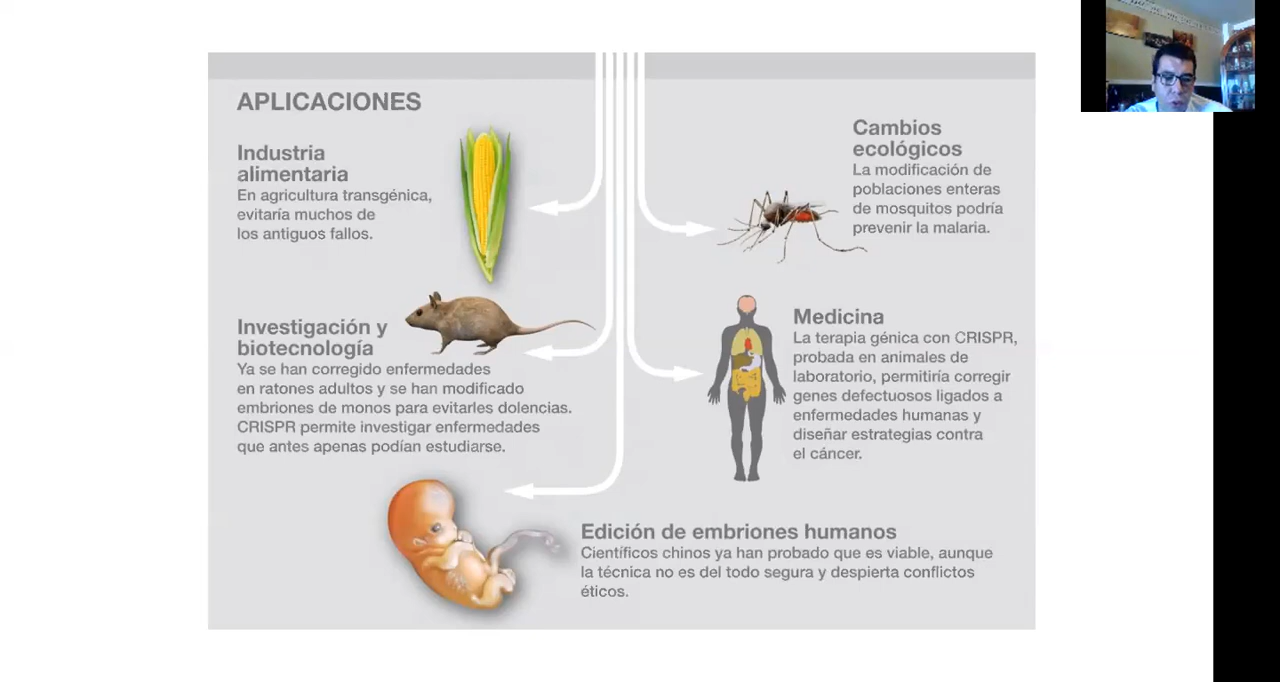 APLICACIONES
Industria
alimentaria
En agricultura transgénica,
evitaría muchos de
los antiguos fallos.
Cambios
ecológicos
La modificación de
poblaciones enteras
de mosquitos podría
prevenir la malaria.
Investigación y
biotecnología
Ya se han corregido enfermedades
en ratones adultos y se han modificado
embriones de monos para evitarles dolencias.
CRISPR permite investigar enfermedades
que antes apenas podían estudiarse.
Medicina
La terapia génica con CRISPR,
probada en animales de
laboratorio, permitiría corregir
genes defectuosos ligados a
enfermedades humanas y
diseñar estrategias contra
el cáncer.
Edición de embriones humanos
Científicos chinos ya han probado que es viable, aunque
la técnica no es del todo segura y despierta conflictos
éticos.